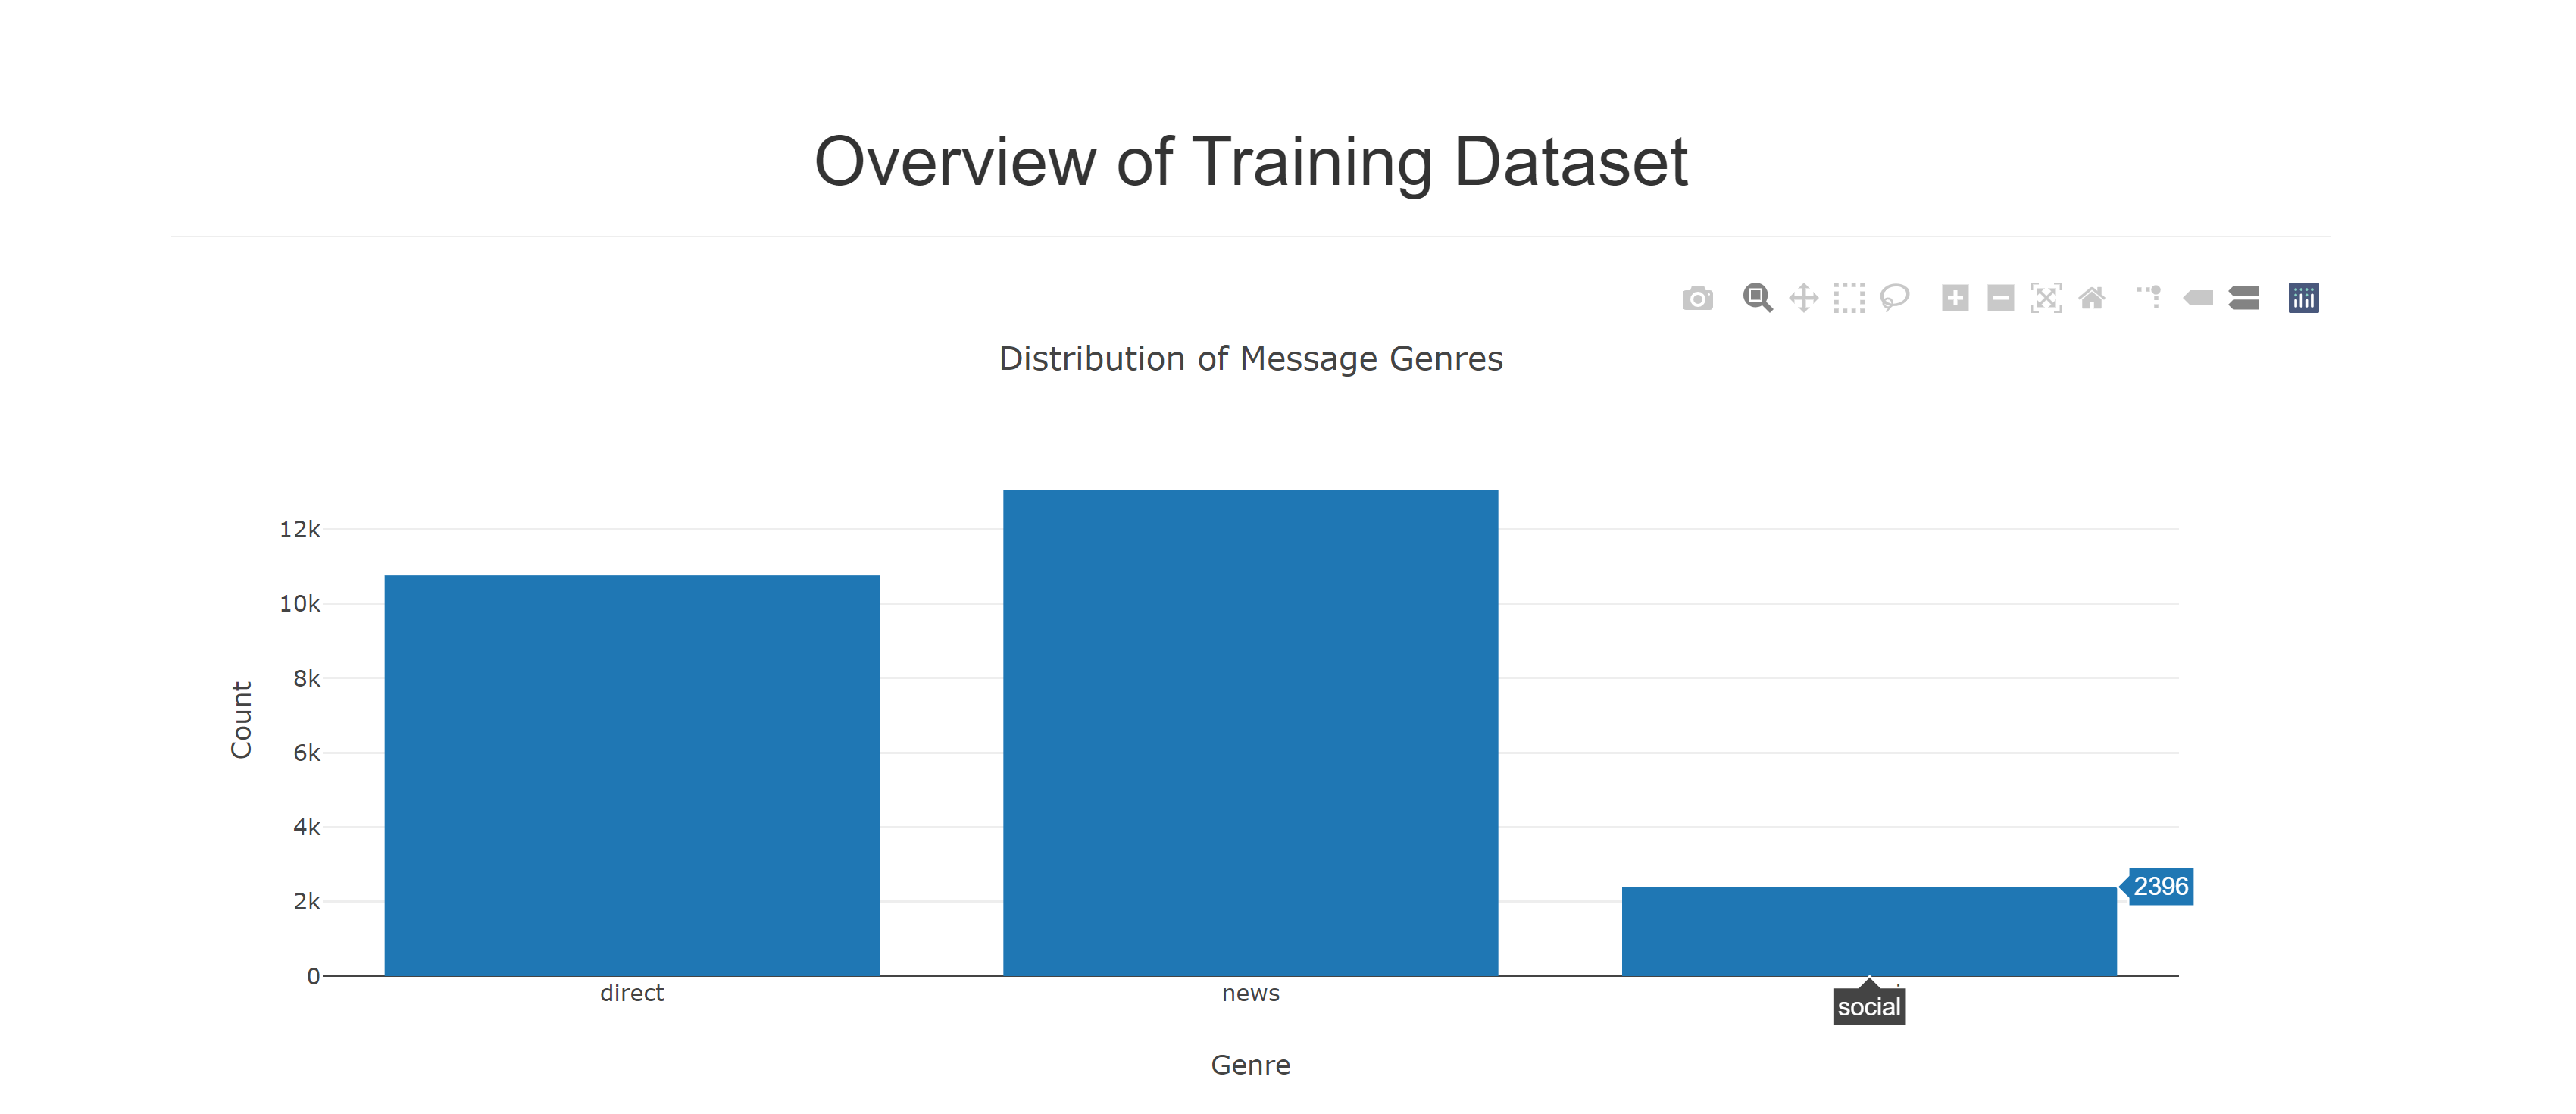 Overview of Training Dataset
Distribution of Message Genres
12k
10k
8k
6k
4k
2k
0
Count
2396
direct news social
Genre